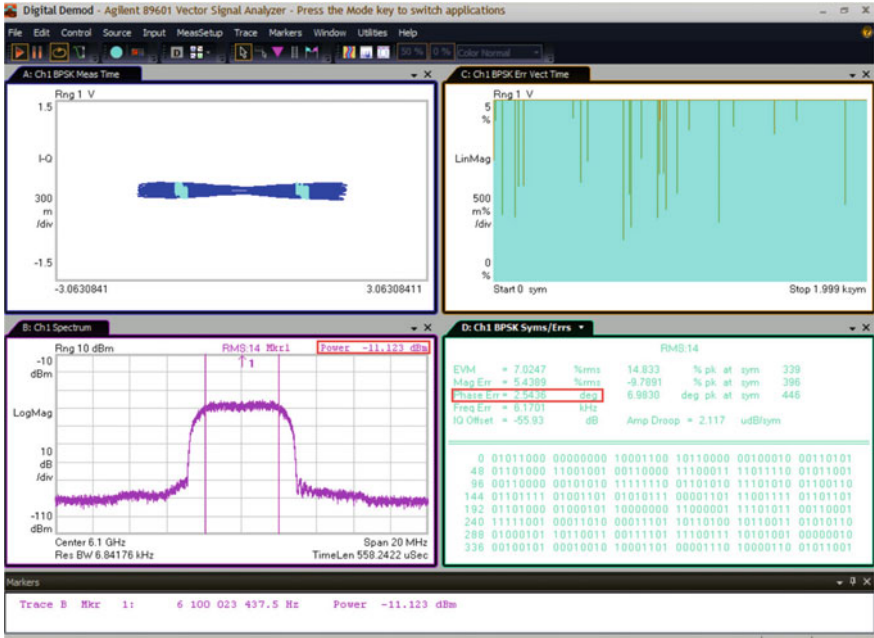 Digital Demod - Agilent 89601 Vector Signal Analyzer - Press the Mode key to switch applications
File Edit Control Source Input MeasSetup Trace Markers Window Utilities Help
50 % 0 % Color Normal
A: Ch1 BPSK Meas Time
Rng 1 V
1.5
I-Q
300
m
/div
-1.5
-3.0630841 3.06308411
C: Ch1 BPSK Err Vect Time
Rng 1 V
5
%
LinMag
500
m%
/div
0
%
Start 0 sym Stop 1.999 ksym
B: Ch1 Spectrum
Rng 10 dBm RMS:14 Mkr1 Power -11.123 dBm
-10
dBm
1
LogMag
10
dB
/div
-110
dBm
Center 6.1 GHz Span 20 MHz
Res BW 6.84176 kHz TimeLen 558.2422 uSec
D: Ch1 BPSK Syms/Errs
RMS:14
EVM = 7.0247 %rms 14.833 % pk at sym 339
Mag Err = 5.4389 %rms -9.7891 % pk at sym 396
Phase Err = 2.5436 deg 6.9830 deg pk at sym 446
Freq Err = 6.1701 kHz
IQ Offset = -55.93 dB Amp Droop = 2.117 udB/sym
0 01011000 00000000 10001100 10110000 00100010 00110101
48 01101000 11001001 00110000 11100011 11011110 01011001
96 00110000 00101010 11111110 01101010 11101010 01100110
144 01101111 01001101 01010111 00001101 11001111 01101101
192 01101000 01000101 10000000 11000001 11101011 00110001
240 11111001 00011010 00011101 10110100 10110011 01010110
288 01000101 10110011 00111101 11100111 10101001 00000010
336 00100101 00010010 10001101 00001110 10000110 01011001
Markers
Trace B Mkr 1: 6 100 023 437.5 Hz Power -11.123 dBm